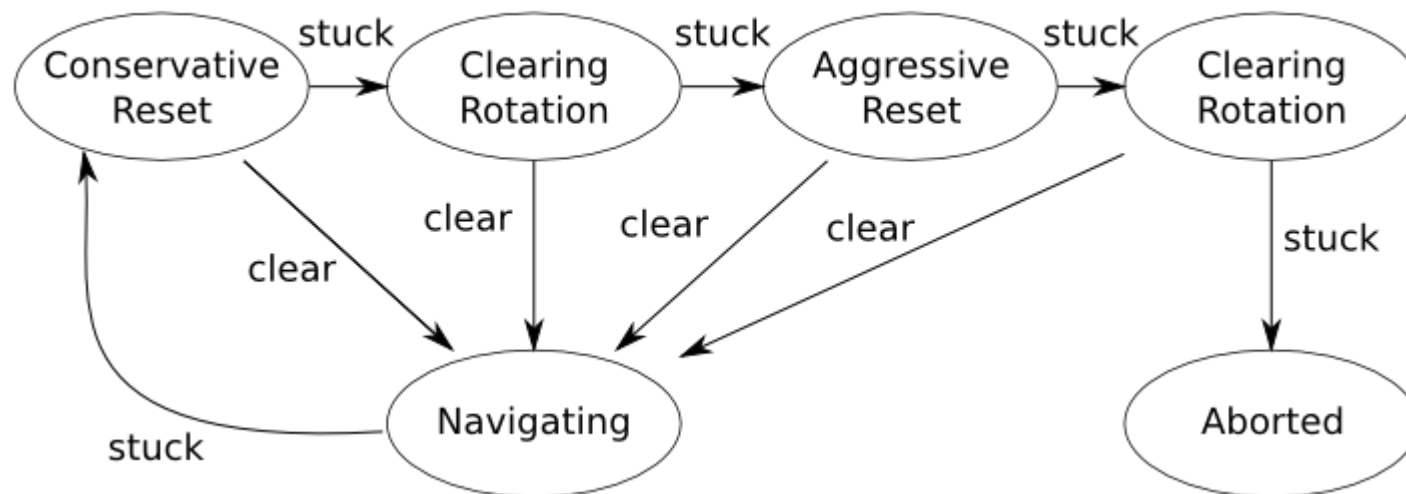 stuck
stuck
stuck
Conservative
Reset
Clearing
Rotation
Aggressive
Reset
Clearing
Rotation
clear
clear
clear
clear
stuck
Navigating
Aborted
stuck